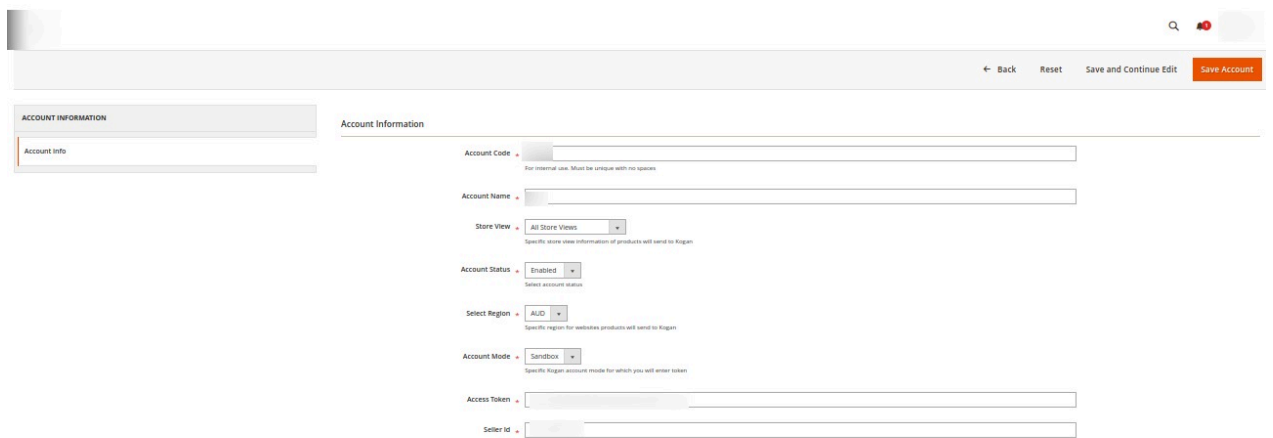 1
← Back Reset Save and Continue Edit Save Account
ACCOUNT INFORMATION
Account Info
Account Information
Account Code *
For internal use. Must be unique with no spaces
Account Name *
Store View * All Store Views
Specific store view information of products will send to Kogan
Account Status * Enabled
Select account status
Select Region * AUD
Specific region for websites products will send to Kogan
Account Mode * Sandbox
Specific Kogan account mode for which you will enter token
Access Token *
Seller Id *